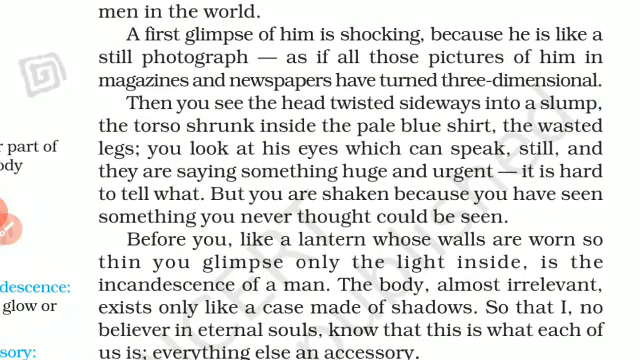 men in the world.
A first glimpse of him is shocking, because he is like a
still photograph — as if all those pictures of him in
magazines and newspapers have turned three-dimensional.
Then you see the head twisted sideways into a slump,
the torso shrunk inside the pale blue shirt, the wasted
legs; you look at his eyes which can speak, still, and
they are saying something huge and urgent — it is hard
to tell what. But you are shaken because you have seen
something you never thought could be seen.
Before you, like a lantern whose walls are worn so
thin you glimpse only the light inside, is the
incandescence of a man. The body, almost irrelevant,
exists only like a case made of shadows. So that I, no
believer in eternal souls, know that this is what each of
us is; everything else an accessory.
r part of
ody
descence:
glow or
sory:
NCERT
published